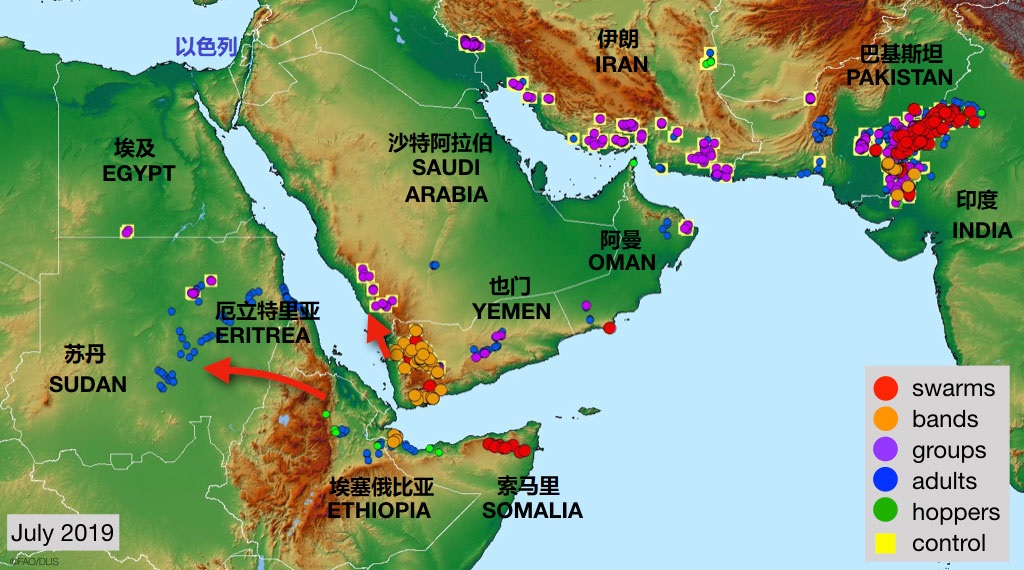 以色列
伊朗
IRAN
巴基斯坦
PAKISTAN
埃及
EGYPT
沙特阿拉伯
SAUDI
ARABIA
印度
INDIA
阿曼
OMAN
也门
YEMEN
厄立特里亚
ERITREA
苏丹
SUDAN
埃塞俄比亚
ETHIOPIA
索马里
SOMALIA
swarms
bands
groups
adults
hoppers
control
July 2019
©FAO/DLIS